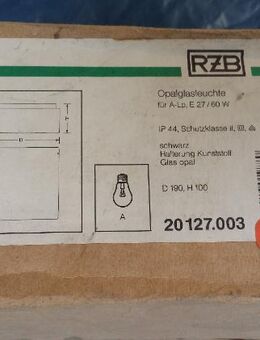 RZB
Opalglasleuchte
für A-Lp, E 27 / 60 W
IP 44, Schutzklasse II,
schwarz
Halterung Kunststoff
Glas opal
D 190, H 100
20127.003
H
D
A